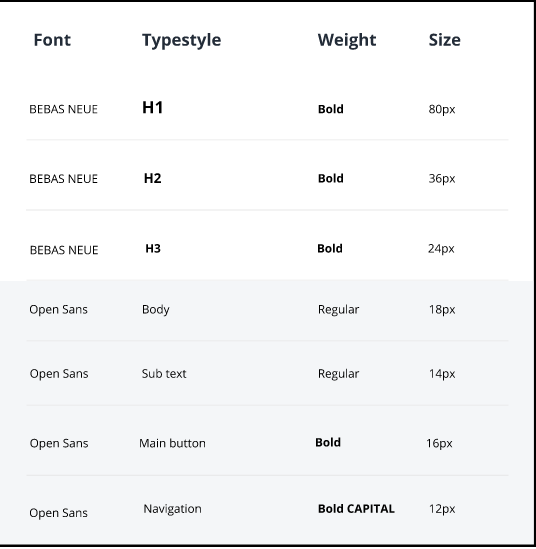 Font Typestyle Weight Size
BEBAS NEUE H1 Bold 80px
BEBAS NEUE H2 Bold 36px
BEBAS NEUE H3 Bold 24px
Open Sans Body Regular 18px
Open Sans Sub text Regular 14px
Open Sans Main button Bold 16px
Open Sans Navigation Bold CAPITAL 12px